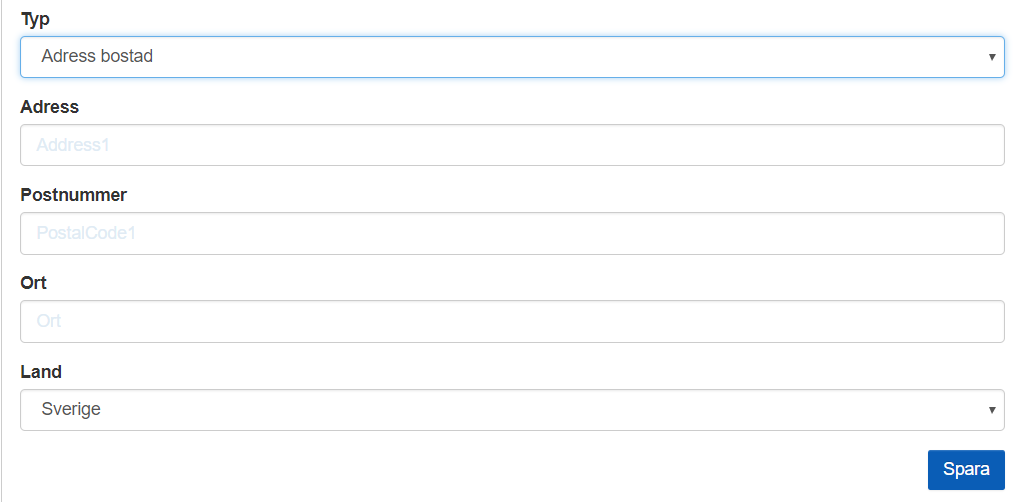 Typ
Adress bostad
Adress
Address1
Postnummer
PostalCode1
Ort
Ort
Land
Sverige
Spara